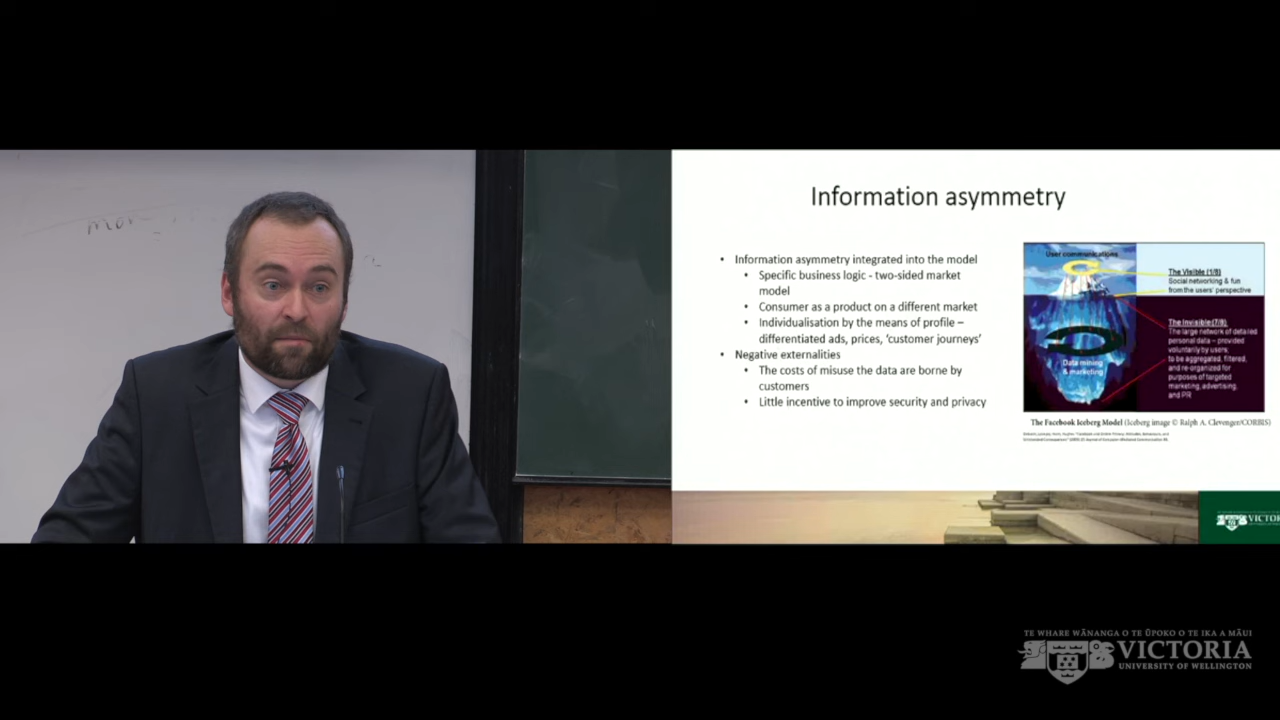 Information asymmetry
• Information asymmetry integrated into the model
• Specific business logic - two-sided market
model
• Consumer as a product on a different market
• Individualisation by the means of profile –
differentiated ads, prices, 'customer journeys'
• Negative externalities
• The costs of misuse the data are borne by
customers
• Little incentive to improve security and privacy
User communications
Data mining
& marketing
The Visible (1/8)
Social networking & fun
from the users' perspective
The Invisible (7/8)
The large network of detailed
personal data – provided
voluntarily by users,
to be aggregated, filtered,
and re-organized for
purposes of targeted
marketing, advertising,
and PR
The Facebook Iceberg Model (Iceberg image © Ralph A. Clevenger/CORBIS)
VICTORIA
TE WHARE WĀNANGA O TE ŪPOKO O TE IKA A MĀUI
VICTORIA
UNIVERSITY OF WELLINGTON